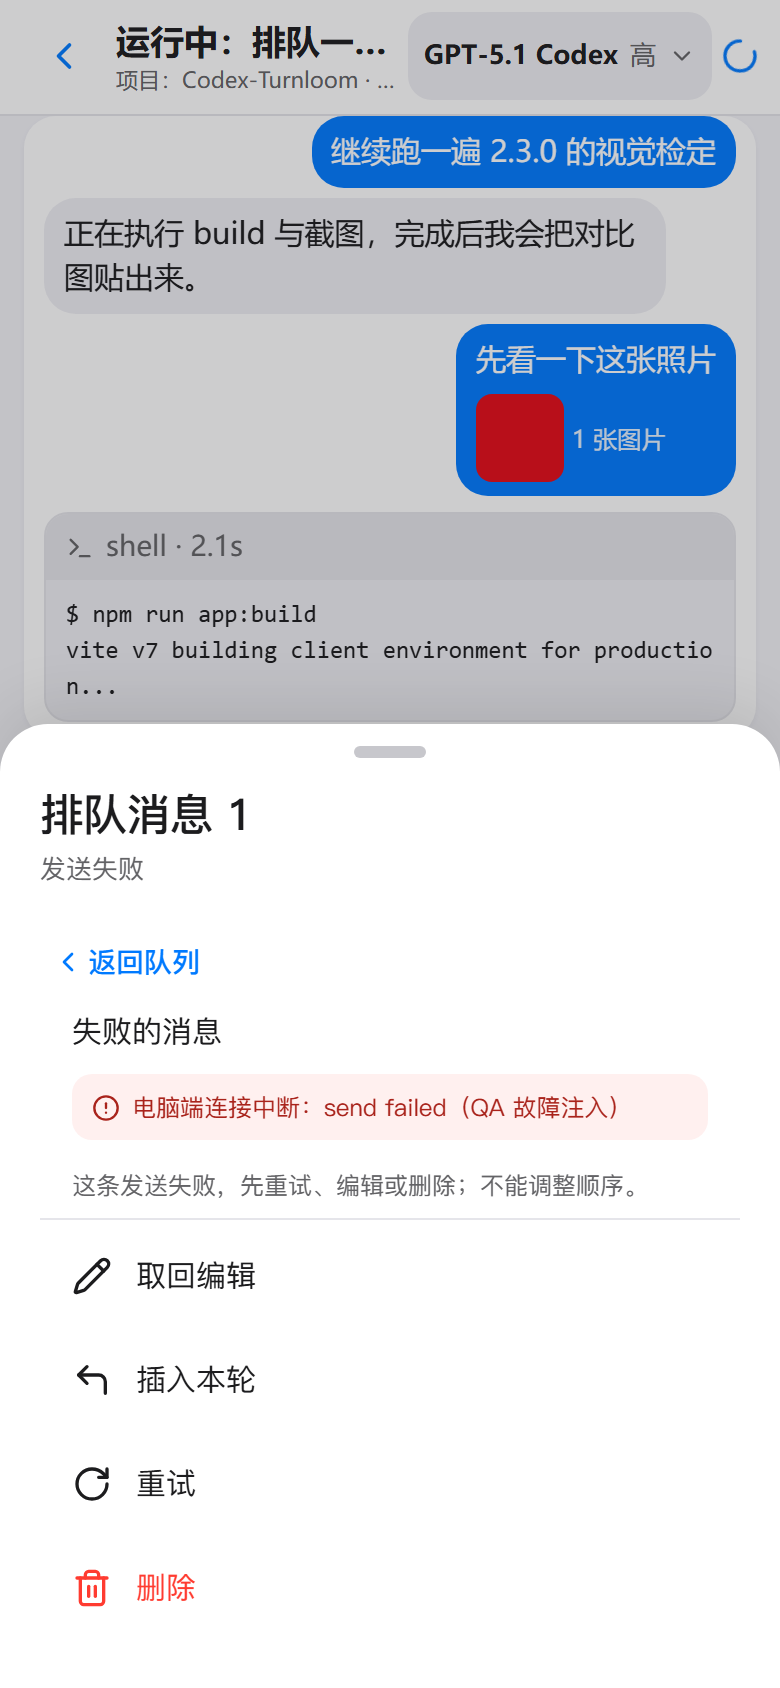 运行中：排队一...
项目：Codex-Turnloom · ...
GPT-5.1 Codex 高
继续跑一遍 2.3.0 的视觉检定
正在执行 build 与截图，完成后我会把对比
图贴出来。
先看一下这张照片
1 张图片
>_ shell · 2.1s
$ npm run app:build
vite v7 building client environment for productio
n...
排队消息 1
发送失败
返回队列
失败的消息
电脑端连接中断：send failed（QA 故障注入）
这条发送失败，先重试、编辑或删除；不能调整顺序。
取回编辑
插入本轮
重试
删除